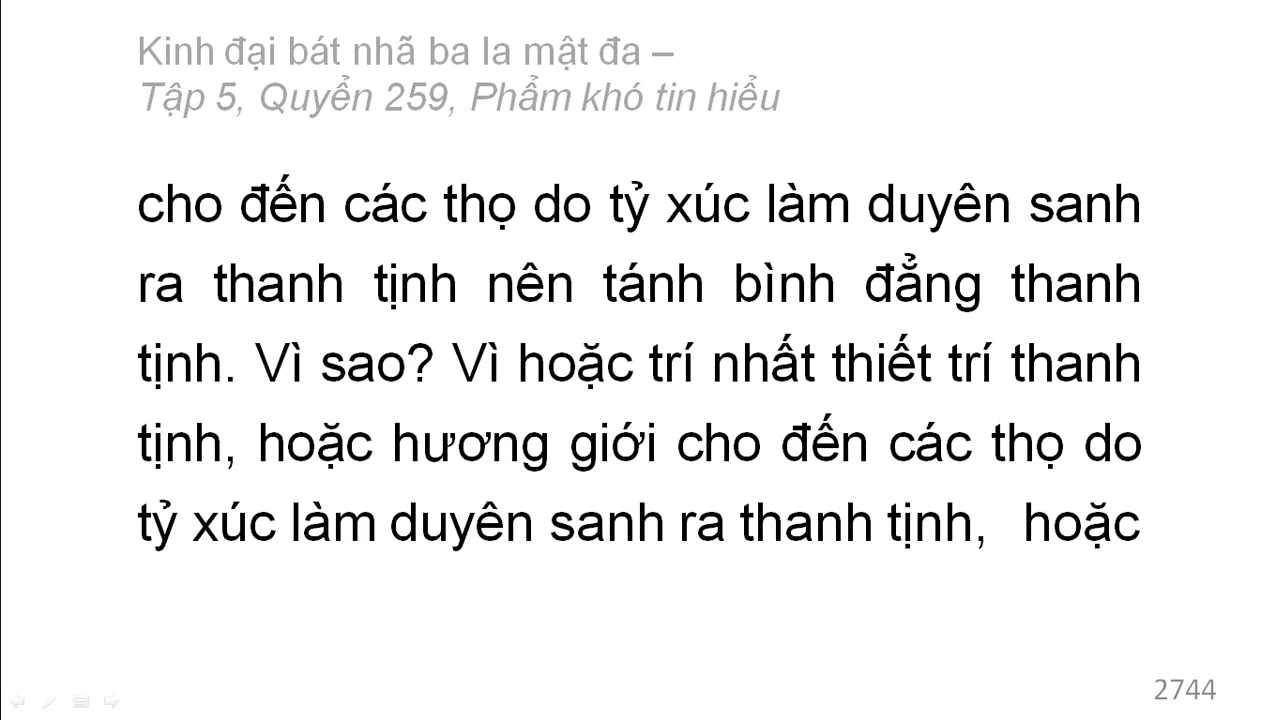 Kinh đại bát nhã ba la mật đa –
Tập 5, Quyển 259, Phẩm khó tin hiểu
cho đến các thọ do tỷ xúc làm duyên sanh
ra thanh tịnh nên tánh bình đẳng thanh
tịnh. Vì sao? Vì hoặc trí nhất thiết trí thanh
tịnh, hoặc hương giới cho đến các thọ do
tỷ xúc làm duyên sanh ra thanh tịnh, hoặc
2744